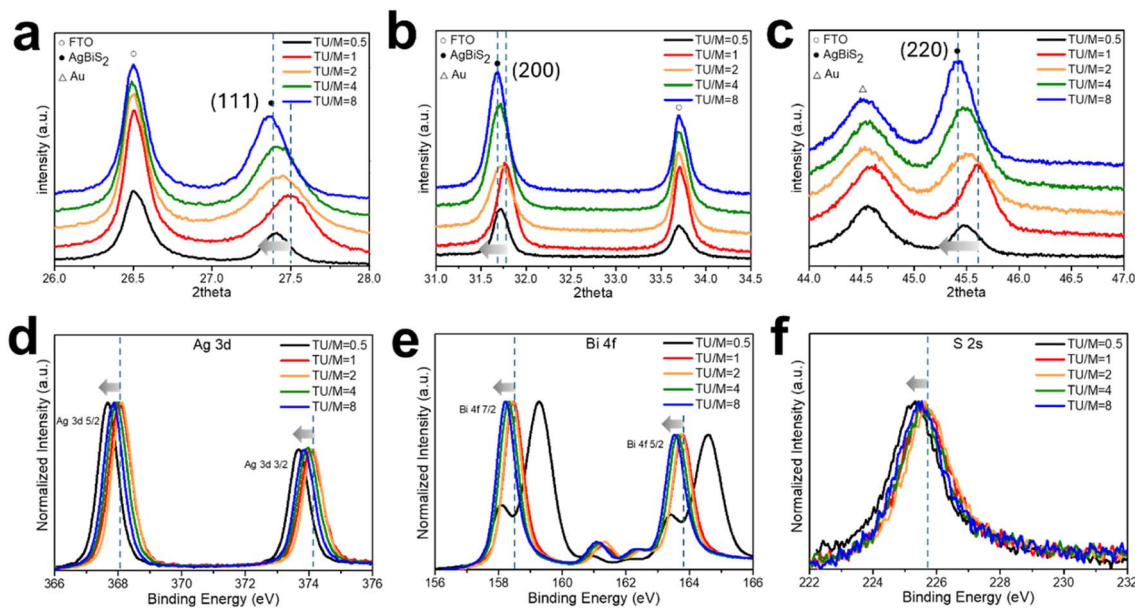 a
○ FTO
● AgBiS2
△ Au
(111)
TU/M=0.5
TU/M=1
TU/M=2
TU/M=4
TU/M=8
intensity (a.u.)
26.0 26.5 27.0 27.5 28.0
2theta
b
(200)
TU/M=0.5
TU/M=1
TU/M=2
TU/M=4
TU/M=8
intensity (a.u.)
31.0 31.5 32.0 32.5 33.0 33.5 34.0 34.5
2theta
c
○ FTO
● AgBiS2
△ Au
(220)
TU/M=0.5
TU/M=1
TU/M=2
TU/M=4
TU/M=8
intensity (a.u.)
44.0 44.5 45.0 45.5 46.0 46.5 47.0
2theta
d
Ag 3d
TU/M=0.5
TU/M=1
TU/M=2
TU/M=4
TU/M=8
Ag 3d 5/2
Ag 3d 3/2
Normalized Intensity (a.u.)
366 368 370 372 374 376
Binding Energy (eV)
e
Bi 4f
TU/M=0.5
TU/M=1
TU/M=2
TU/M=4
TU/M=8
Bi 4f 7/2
Bi 4f 5/2
Normalized Intensity (a.u.)
156 158 160 162 164 166
Binding Energy (eV)
f
S 2s
TU/M=0.5
TU/M=1
TU/M=2
TU/M=4
TU/M=8
Normalized Intensity (a.u.)
222 224 226 228 230 232
Binding Energy (eV)